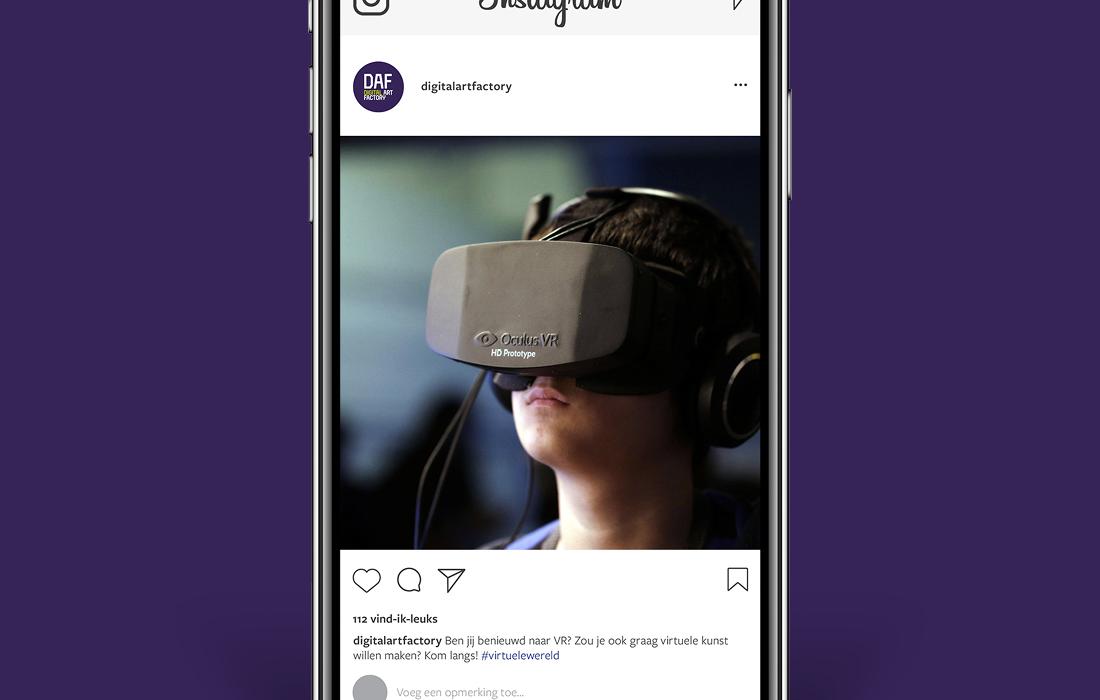 Instagram
DAF
DIGITAL ART
FACTORY
digitalartfactory
Oculus VR
HD Prototype
112 vind-ik-leuks
digitalartfactory Ben jij benieuwd naar VR? Zou je ook graag virtuele kunst
willen maken? Kom langs! #virtuelewereld
Voeg een opmerking toe...